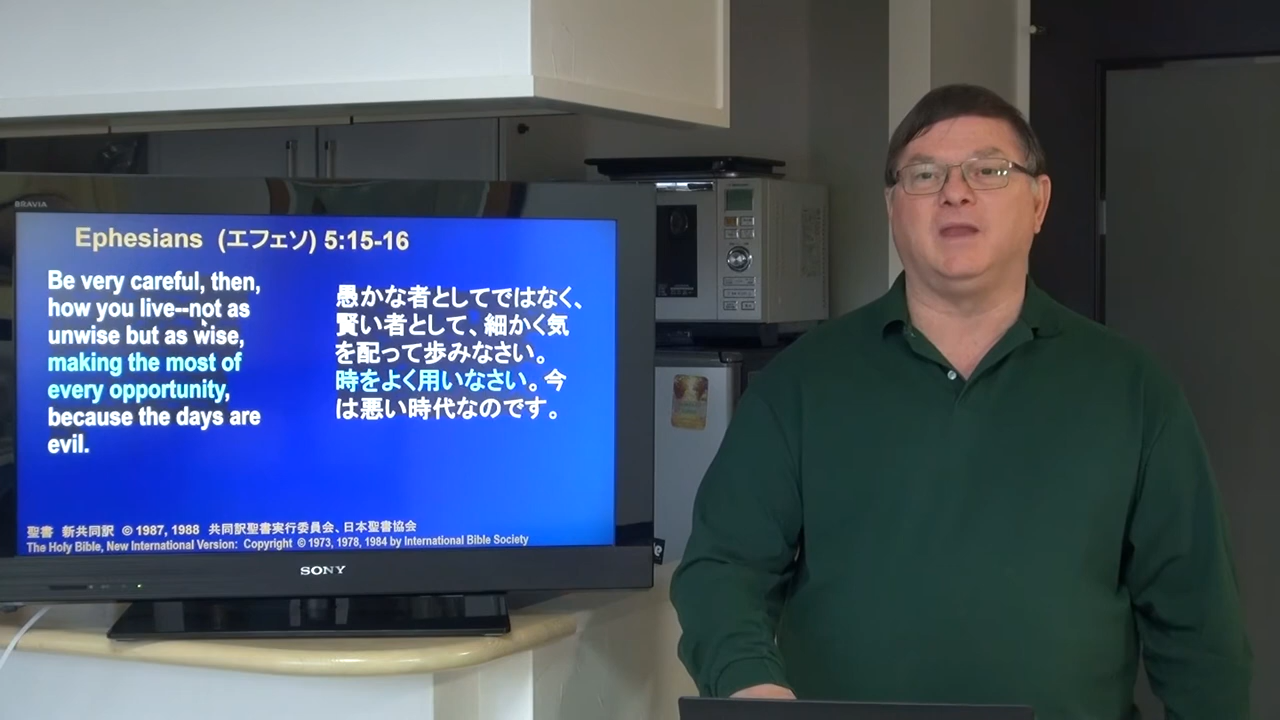 BRAVIA
Ephesians (エフェソ) 5:15-16
Be very careful, then,
how you live--not as
unwise but as wise,
making the most of
every opportunity,
because the days are
evil.
愚かな者としてではなく、
賢い者として、細かく気
を配って歩みなさい。
時をよく用いなさい。今
は悪い時代なのです。
聖書 新共同訳 © 1987, 1988 共同訳聖書実行委員会、日本聖書協会
The Holy Bible, New International Version: Copyright © 1973, 1978, 1984 by International Bible Society
SONY